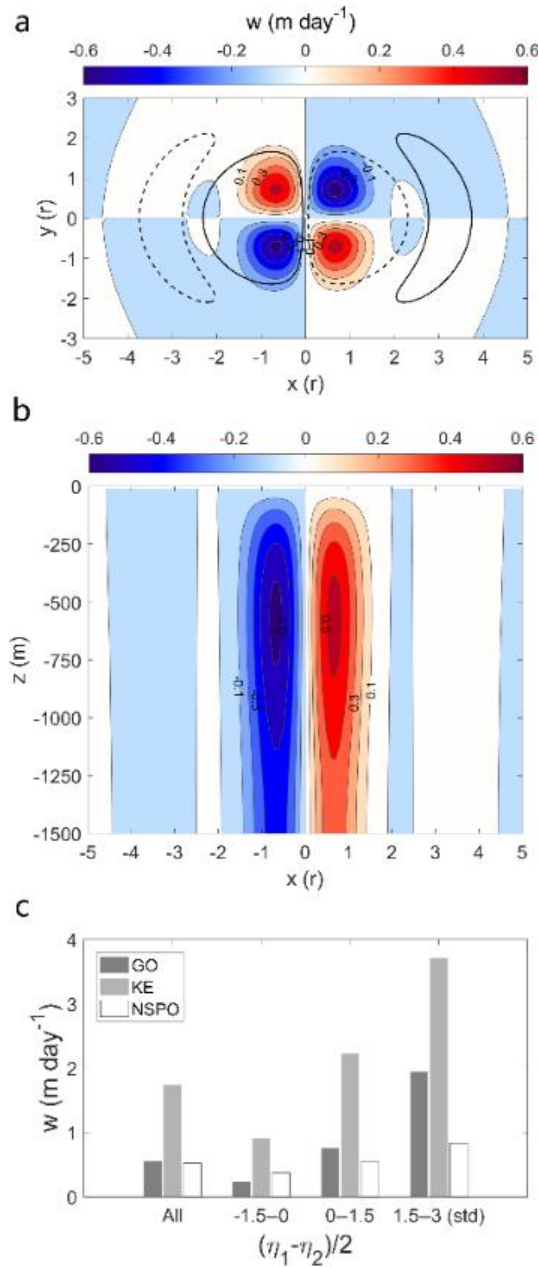 a
w (m day⁻¹)
-0.6 -0.4 -0.2 0 0.2 0.4 0.6
3
2
1
0
-1
-2
-3
y (r)
0.1
0.3
-5 -4 -3 -2 -1 0 1 2 3 4 5
x (r)
b
-0.6 -0.4 -0.2 0 0.2 0.4 0.6
0
-250
-500
-750
-1000
-1250
-1500
z (m)
0.5
-0.1
0.3
0.1
-5 -4 -3 -2 -1 0 1 2 3 4 5
x (r)
c
4
3
2
1
0
w (m day⁻¹)
GO
KE
NSPO
All -1.5–0 0–1.5 1.5–3 (std)
(η₁-η₂)/2